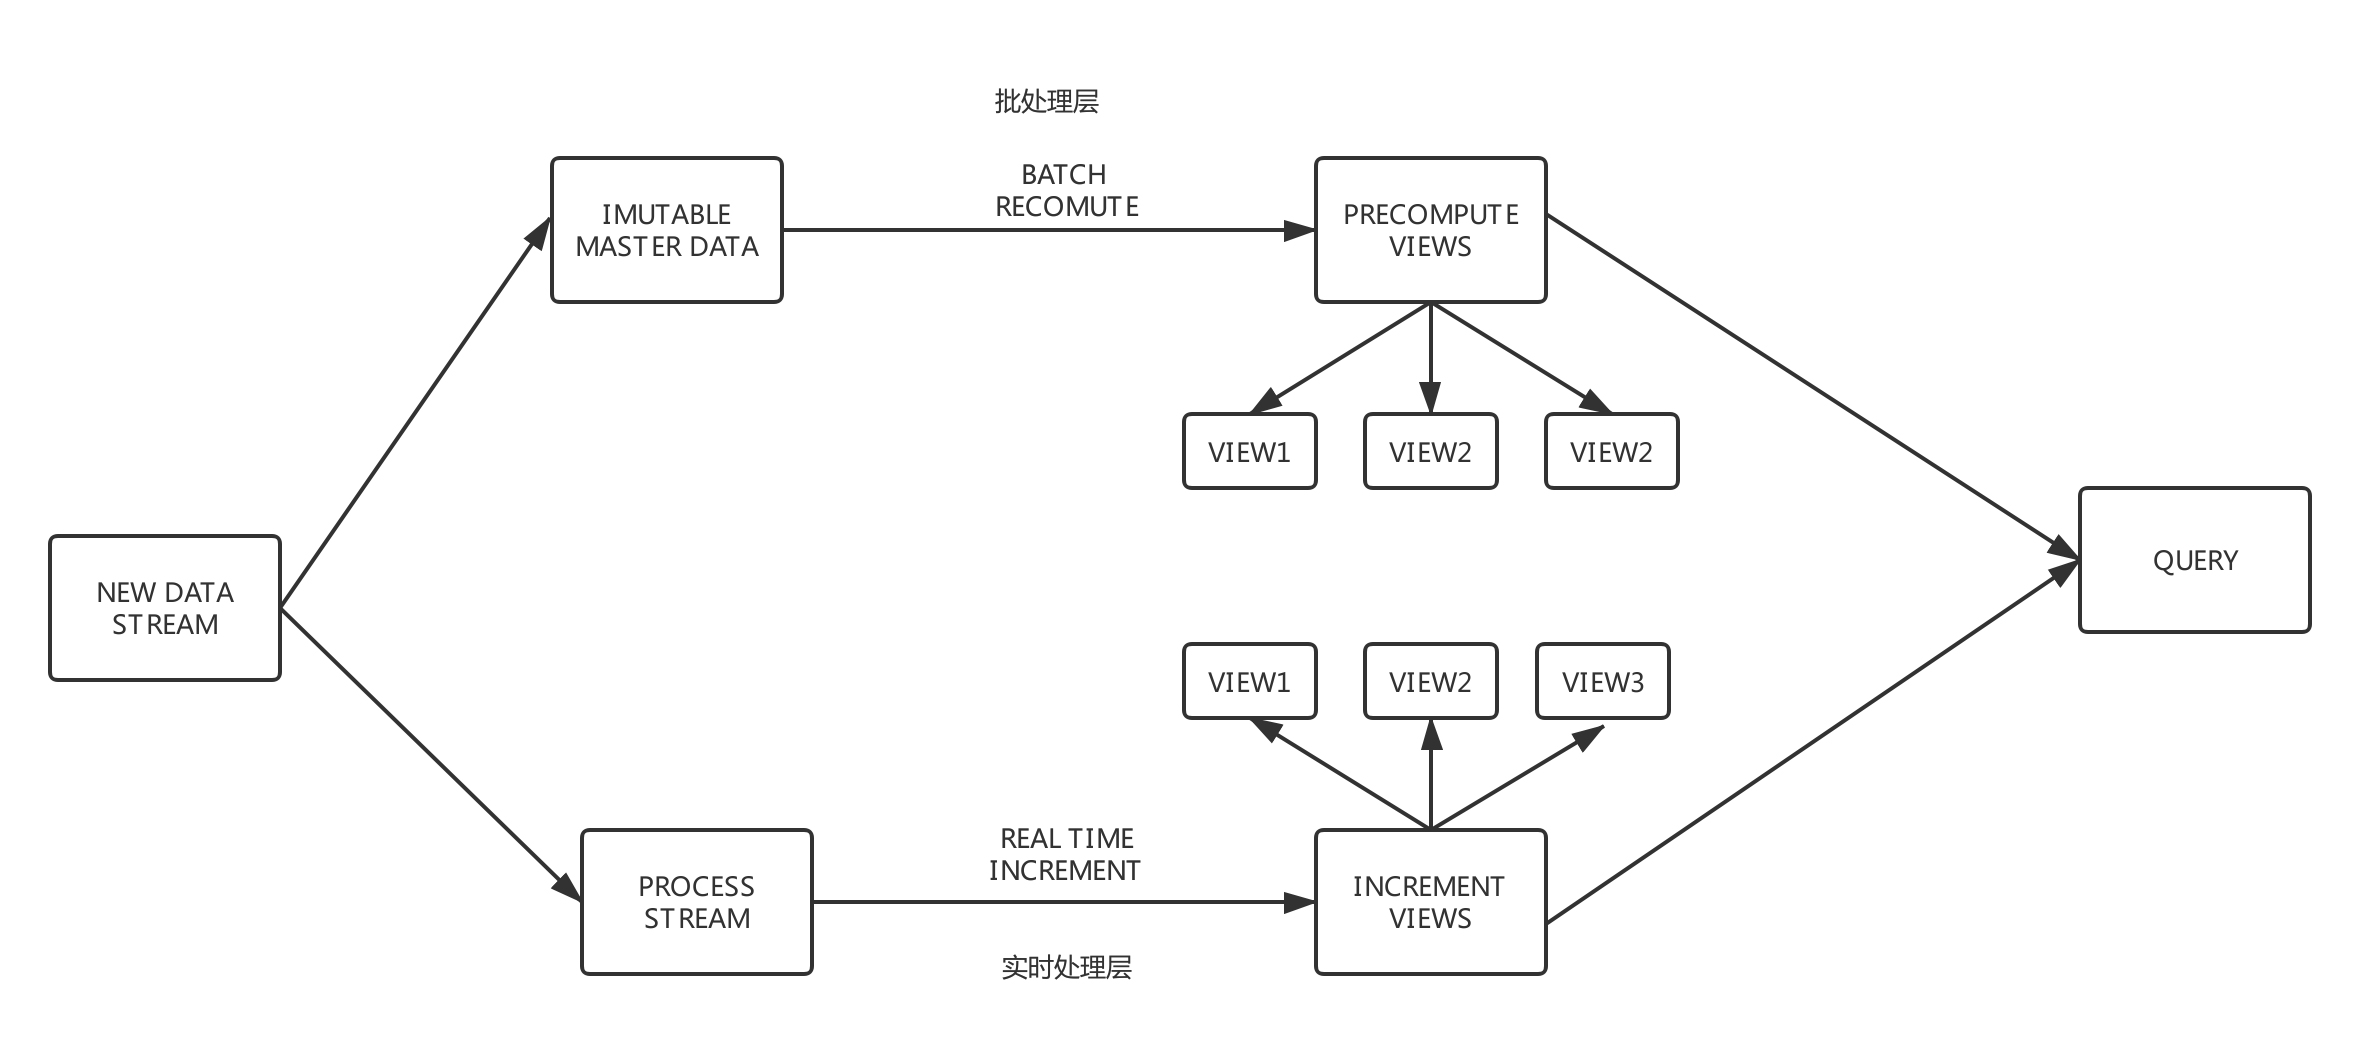 批处理层
BATCH
RECOMUTE
IMUTABLE
MASTER DATA
PRECOMPUTE
VIEWS
VIEW1
VIEW2
VIEW2
NEW DATA
STREAM
QUERY
VIEW1
VIEW2
VIEW3
REAL TIME
INCREMENT
PROCESS
STREAM
INCREMENT
VIEWS
实时处理层